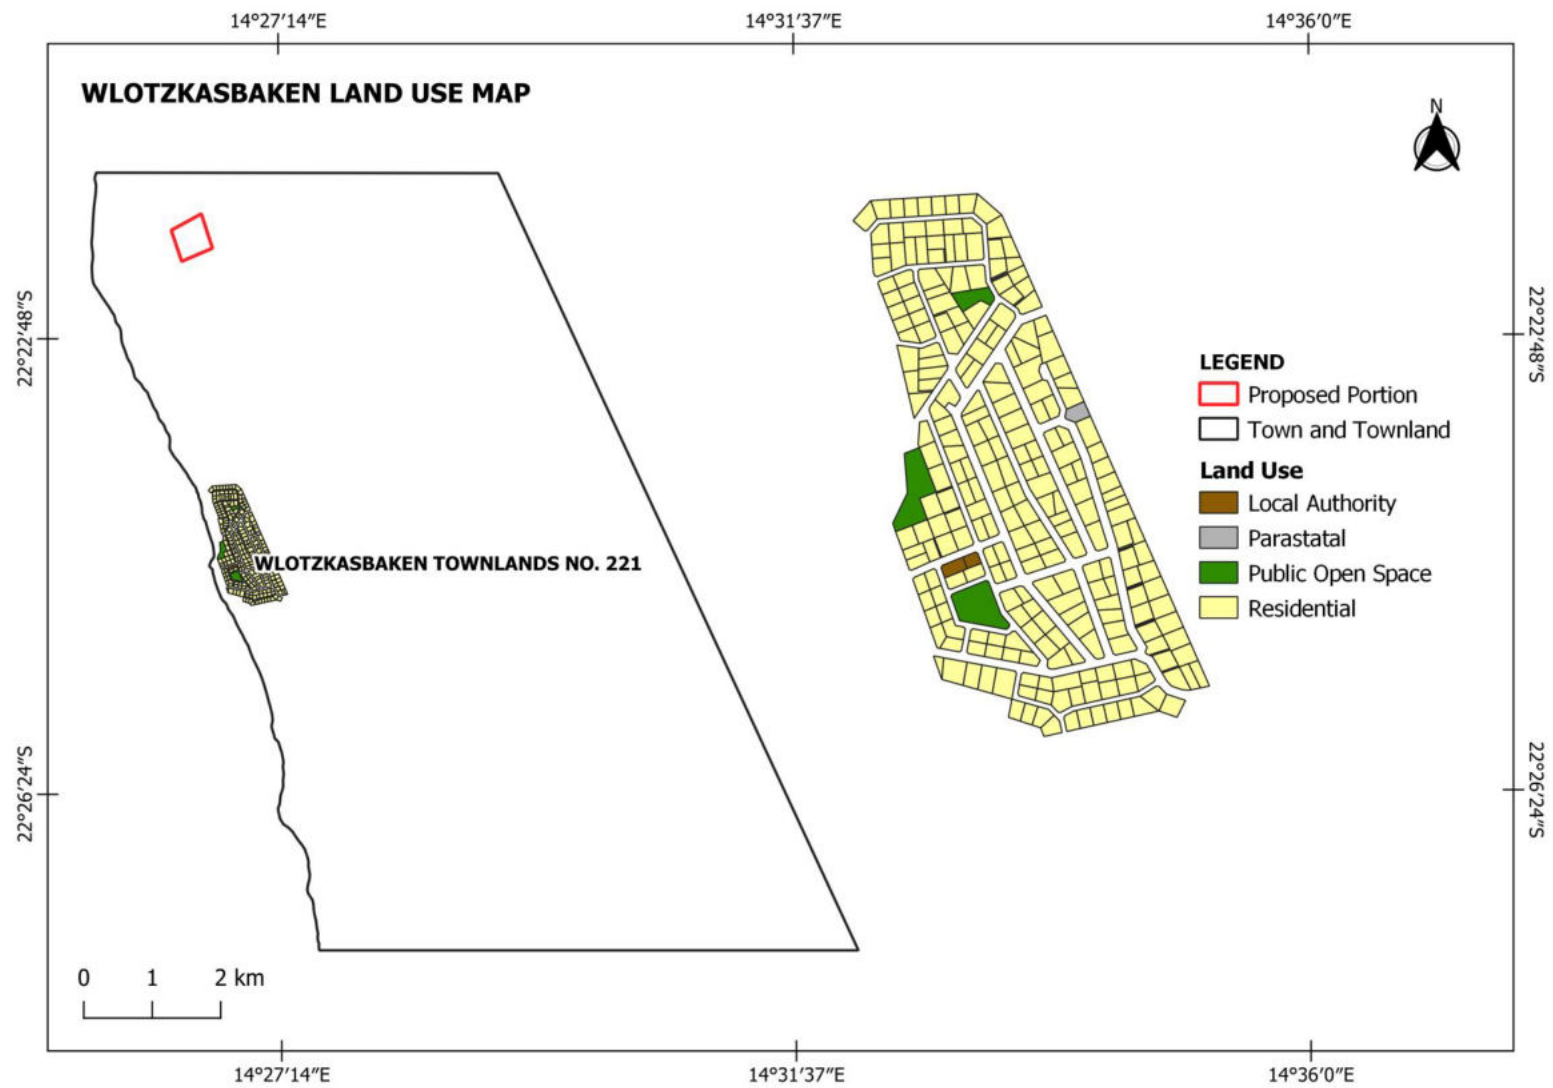 14°27′14″E 14°31′37″E 14°36′0″E
WLOTZKASBAKEN LAND USE MAP
N
22°22′48″S
22°22′48″S
LEGEND
Proposed Portion
Town and Townland
Land Use
Local Authority
Parastatal
Public Open Space
Residential
WLOTZKASBAKEN TOWNLANDS NO. 221
22°26′24″S
22°26′24″S
0 1 2 km
14°27′14″E 14°31′37″E 14°36′0″E